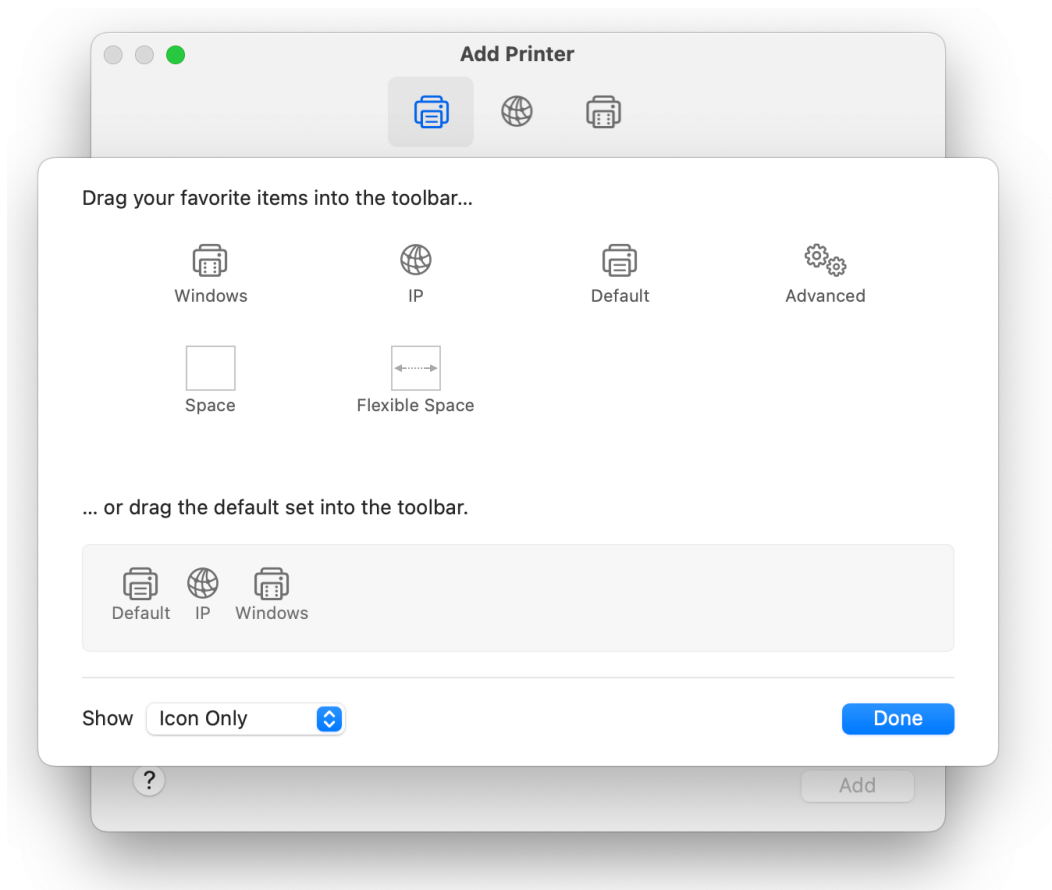 Add Printer
Drag your favorite items into the toolbar...
Windows
IP
Default
Advanced
Space
Flexible Space
... or drag the default set into the toolbar.
Default
IP
Windows
Show
Icon Only
Done
?
Add